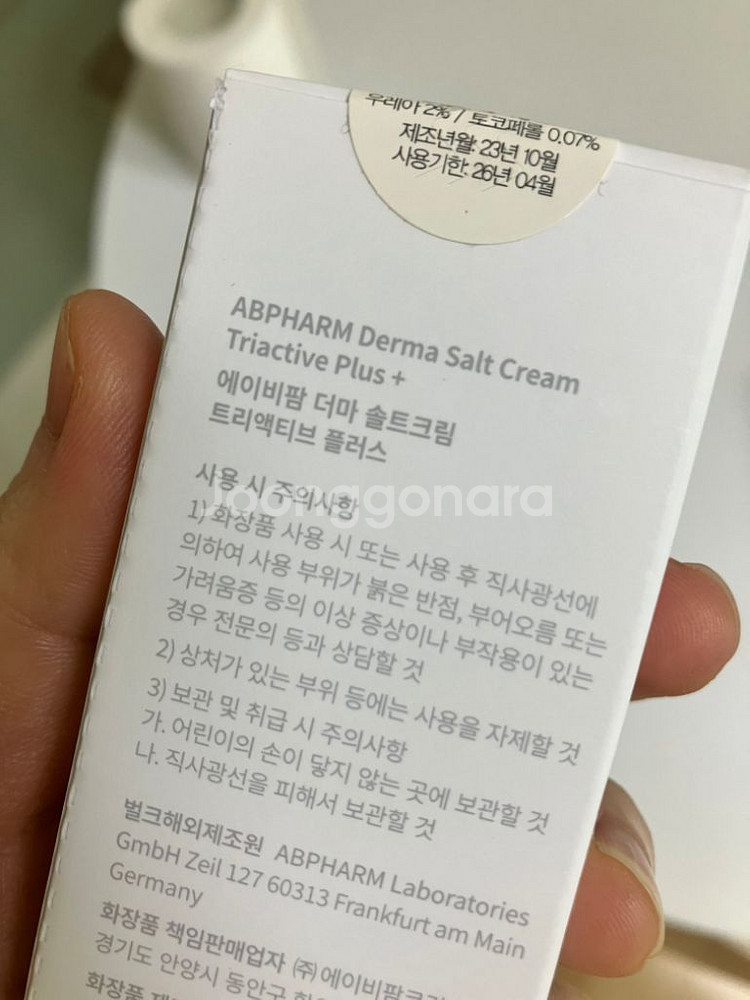 우레아 2% / 토코페롤 0.07%
제조년월: 23년 10월
사용기한: 26년 04월
ABPHARM Derma Salt Cream
Triactive Plus +
에이비팜 더마 솔트크림
트리액티브 플러스
사용 시 주의사항
Joonggonara
1) 화장품 사용 시 또는 사용 후 직사광선에
의하여 사용 부위가 붉은 반점, 부어오름 또는
가려움증 등의 이상 증상이나 부작용이 있는
경우 전문의 등과 상담할 것
2) 상처가 있는 부위 등에는 사용을 자제할 것
3) 보관 및 취급 시 주의사항
가. 어린이의 손이 닿지 않는 곳에 보관할 것
나. 직사광선을 피해서 보관할 것
벌크해외제조원 ABPHARM Laboratories
GmbH Zeil 127 60313 Frankfurt am Main
Germany
화장품 책임판매업자 ㈜에이비팜코리
경기도 안양시 동안구
화장품